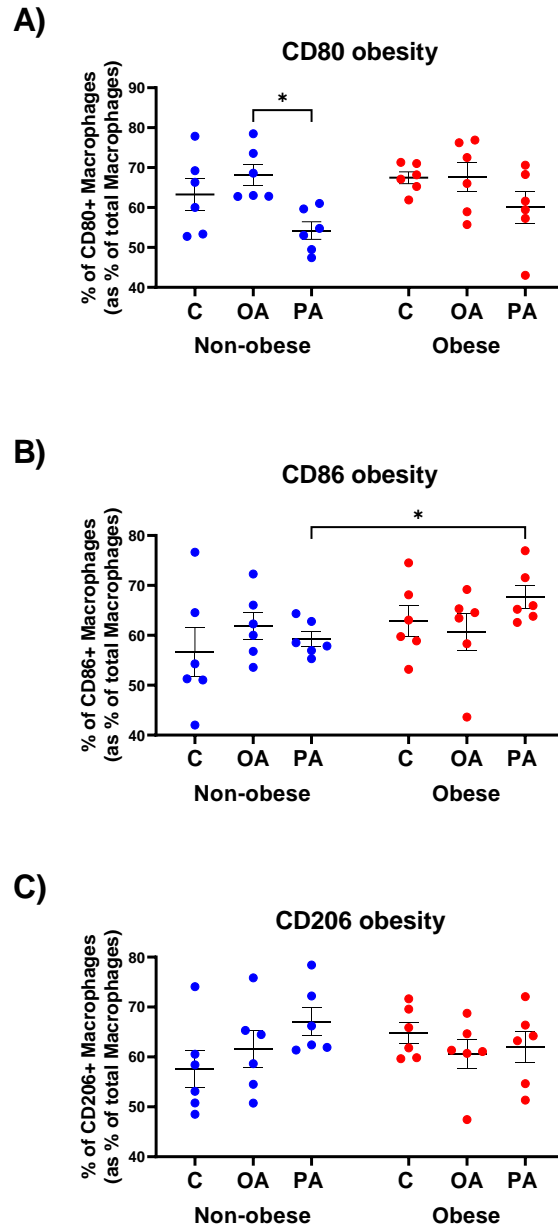 A)
CD80 obesity
% of CD80+ Macrophages
(as % of total Macrophages)
90
80
70
60
50
40
*
C OA PA C OA PA
Non-obese Obese
B)
CD86 obesity
% of CD86+ Macrophages
(as % of total Macrophages)
80
70
60
50
40
*
C OA PA C OA PA
Non-obese Obese
C)
CD206 obesity
% of CD206+ Macrophages
(as % of total Macrophages)
80
70
60
50
40
C OA PA C OA PA
Non-obese Obese